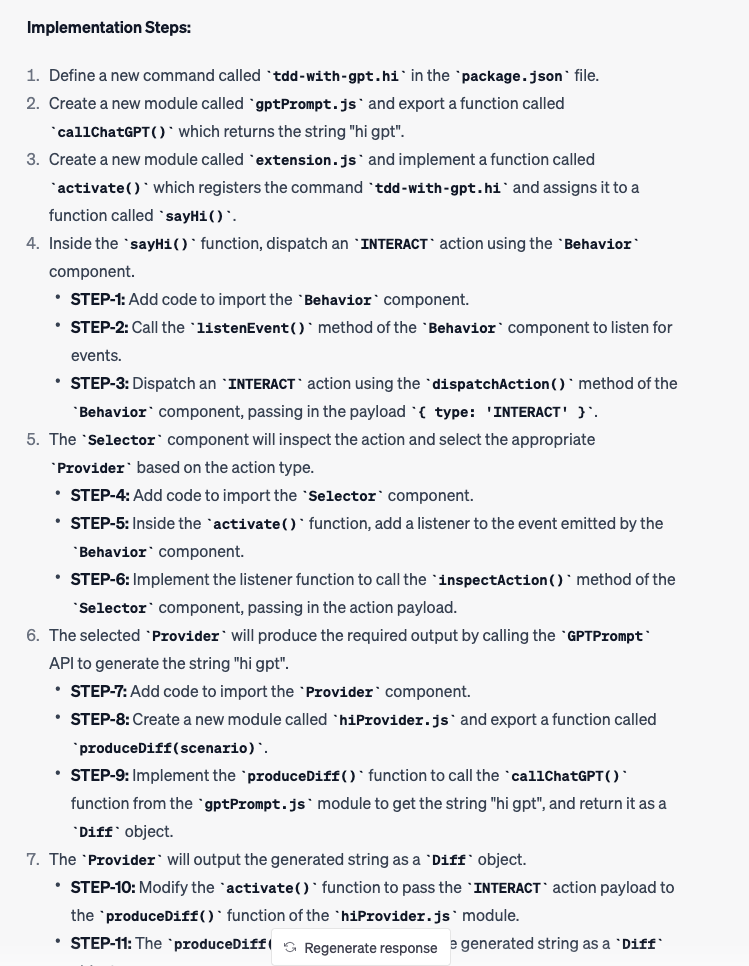 Implementation Steps:
1. Define a new command called `tdd-with-gpt.hi` in the `package.json` file.
2. Create a new module called `gptPrompt.js` and export a function called
`callChatGPT()` which returns the string "hi gpt".
3. Create a new module called `extension.js` and implement a function called
`activate()` which registers the command `tdd-with-gpt.hi` and assigns it to a
function called `sayHi()`.
4. Inside the `sayHi()` function, dispatch an `INTERACT` action using the `Behavior`
component.
• STEP-1: Add code to import the `Behavior` component.
• STEP-2: Call the `listenEvent()` method of the `Behavior` component to listen for
events.
• STEP-3: Dispatch an `INTERACT` action using the `dispatchAction()` method of the
`Behavior` component, passing in the payload `{ type: 'INTERACT' }`.
5. The `Selector` component will inspect the action and select the appropriate
`Provider` based on the action type.
• STEP-4: Add code to import the `Selector` component.
• STEP-5: Inside the `activate()` function, add a listener to the event emitted by the
`Behavior` component.
• STEP-6: Implement the listener function to call the `inspectAction()` method of the
`Selector` component, passing in the action payload.
6. The selected `Provider` will produce the required output by calling the `GPTPrompt`
API to generate the string "hi gpt".
• STEP-7: Add code to import the `Provider` component.
• STEP-8: Create a new module called `hiProvider.js` and export a function called
`produceDiff(scenario)`.
• STEP-9: Implement the `produceDiff()` function to call the `callChatGPT()`
function from the `gptPrompt.js` module to get the string "hi gpt", and return it as a
`Diff` object.
7. The `Provider` will output the generated string as a `Diff` object.
• STEP-10: Modify the `activate()` function to pass the `INTERACT` action payload to
the `produceDiff()` function of the `hiProvider.js` module.
• STEP-11: The `produceDiff( Regenerate response e generated string as a `Diff`